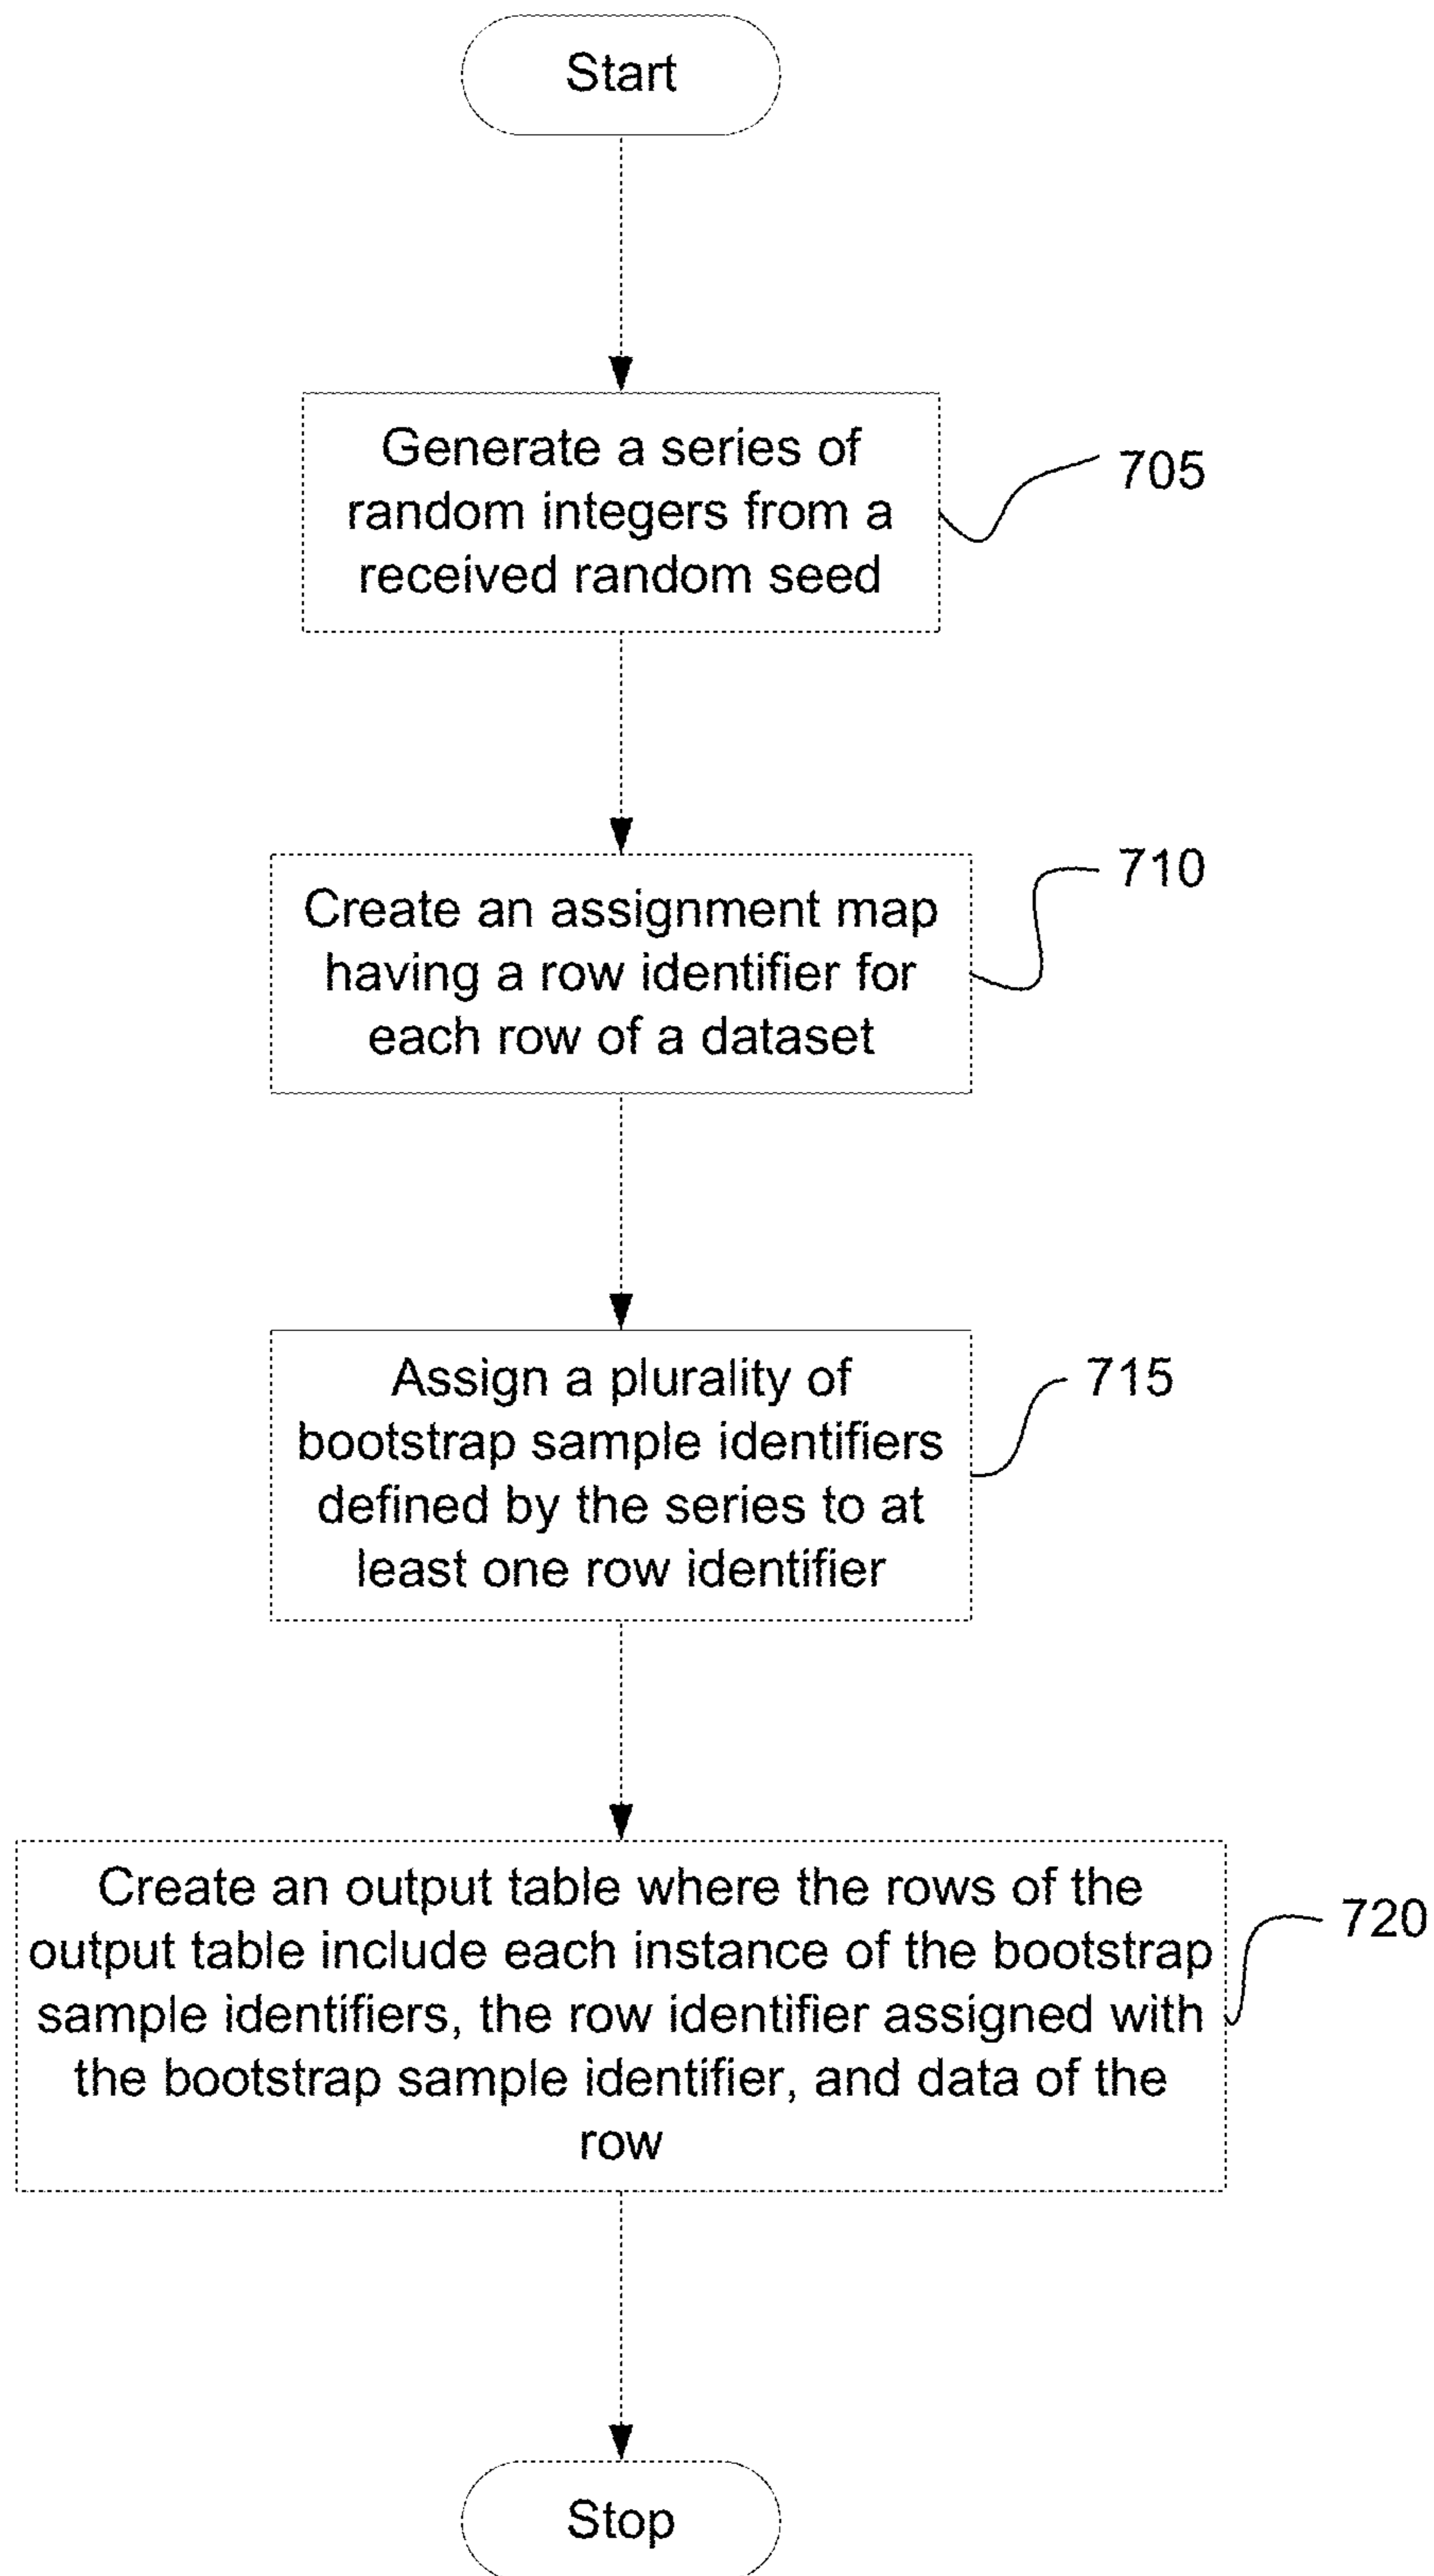 Start
Generate a series of
random integers from a
received random seed
705
Create an assignment map
having a row identifier for
each row of a dataset
710
Assign a plurality of
bootstrap sample identifiers
defined by the series to at
least one row identifier
715
Create an output table where the rows of the
output table include each instance of the bootstrap
sample identifiers, the row identifier assigned with
the bootstrap sample identifier, and data of the
row
720
Stop